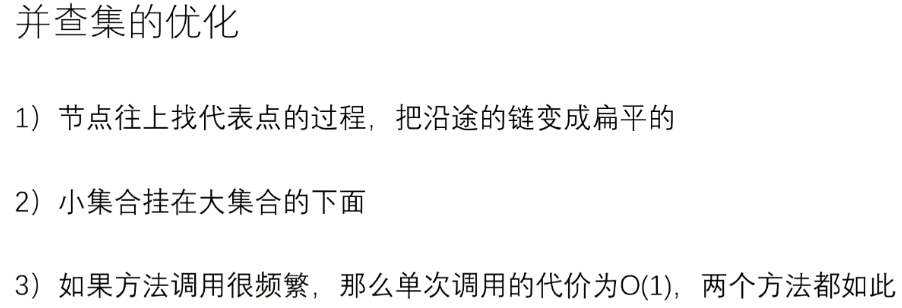 并查集的优化
1）节点往上找代表点的过程，把沿途的链变成扁平的
2）小集合挂在大集合的下面
3）如果方法调用很频繁，那么单次调用的代价为O(1)，两个方法都如此